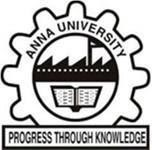 ANNA UNIVERSITY
PROGRESS THROUGH KNOWLEDGE